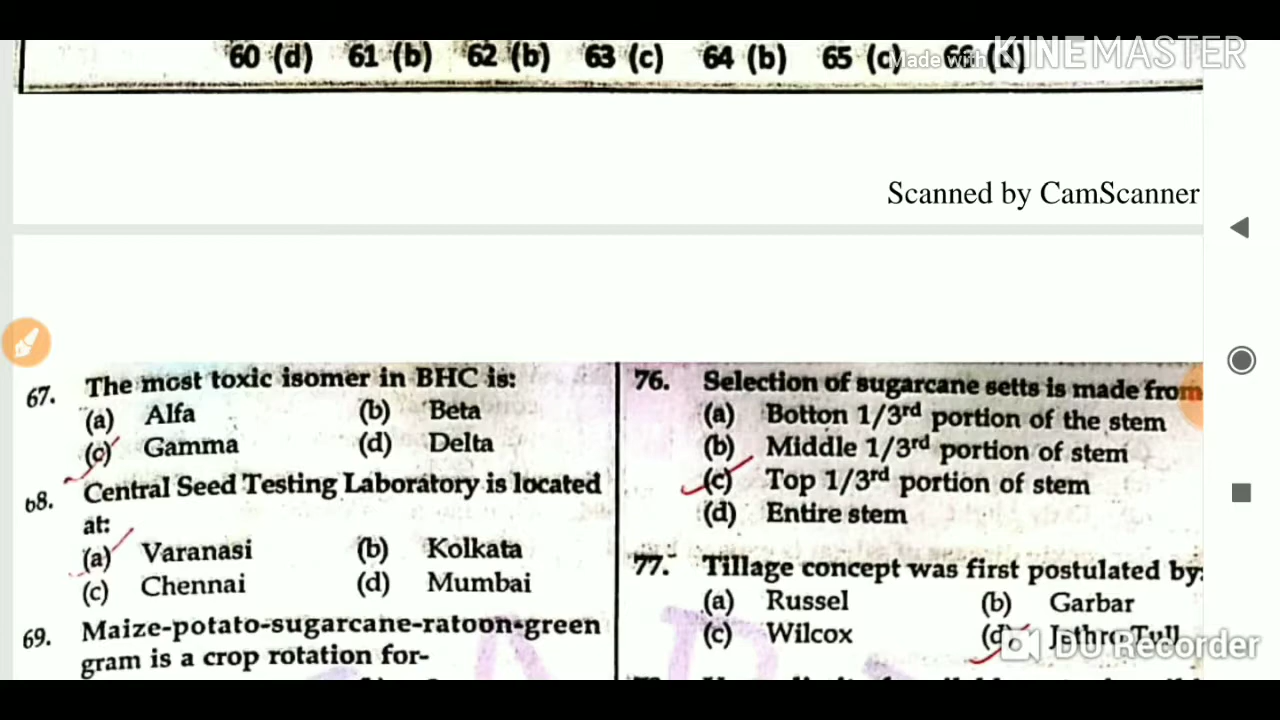 60 (d) 61 (b) 62 (b) 63 (c) 64 (b) 65 (c) 66 (d)
Made with KINEMASTER
Scanned by CamScanner
67. The most toxic isomer in BHC is:
(a) Alfa (b) Beta
(c) Gamma (d) Delta
68. Central Seed Testing Laboratory is located
at:
(a) Varanasi (b) Kolkata
(c) Chennai (d) Mumbai
69. Maize-potato-sugarcane-ratoon-green
gram is a crop rotation for-
76. Selection of sugarcane setts is made from
(a) Botton 1/3rd portion of the stem
(b) Middle 1/3rd portion of stem
(c) Top 1/3rd portion of stem
(d) Entire stem
77. Tillage concept was first postulated by:
(a) Russel (b) Garbar
(c) Wilcox (d) Jethro Tull
DU Recorder